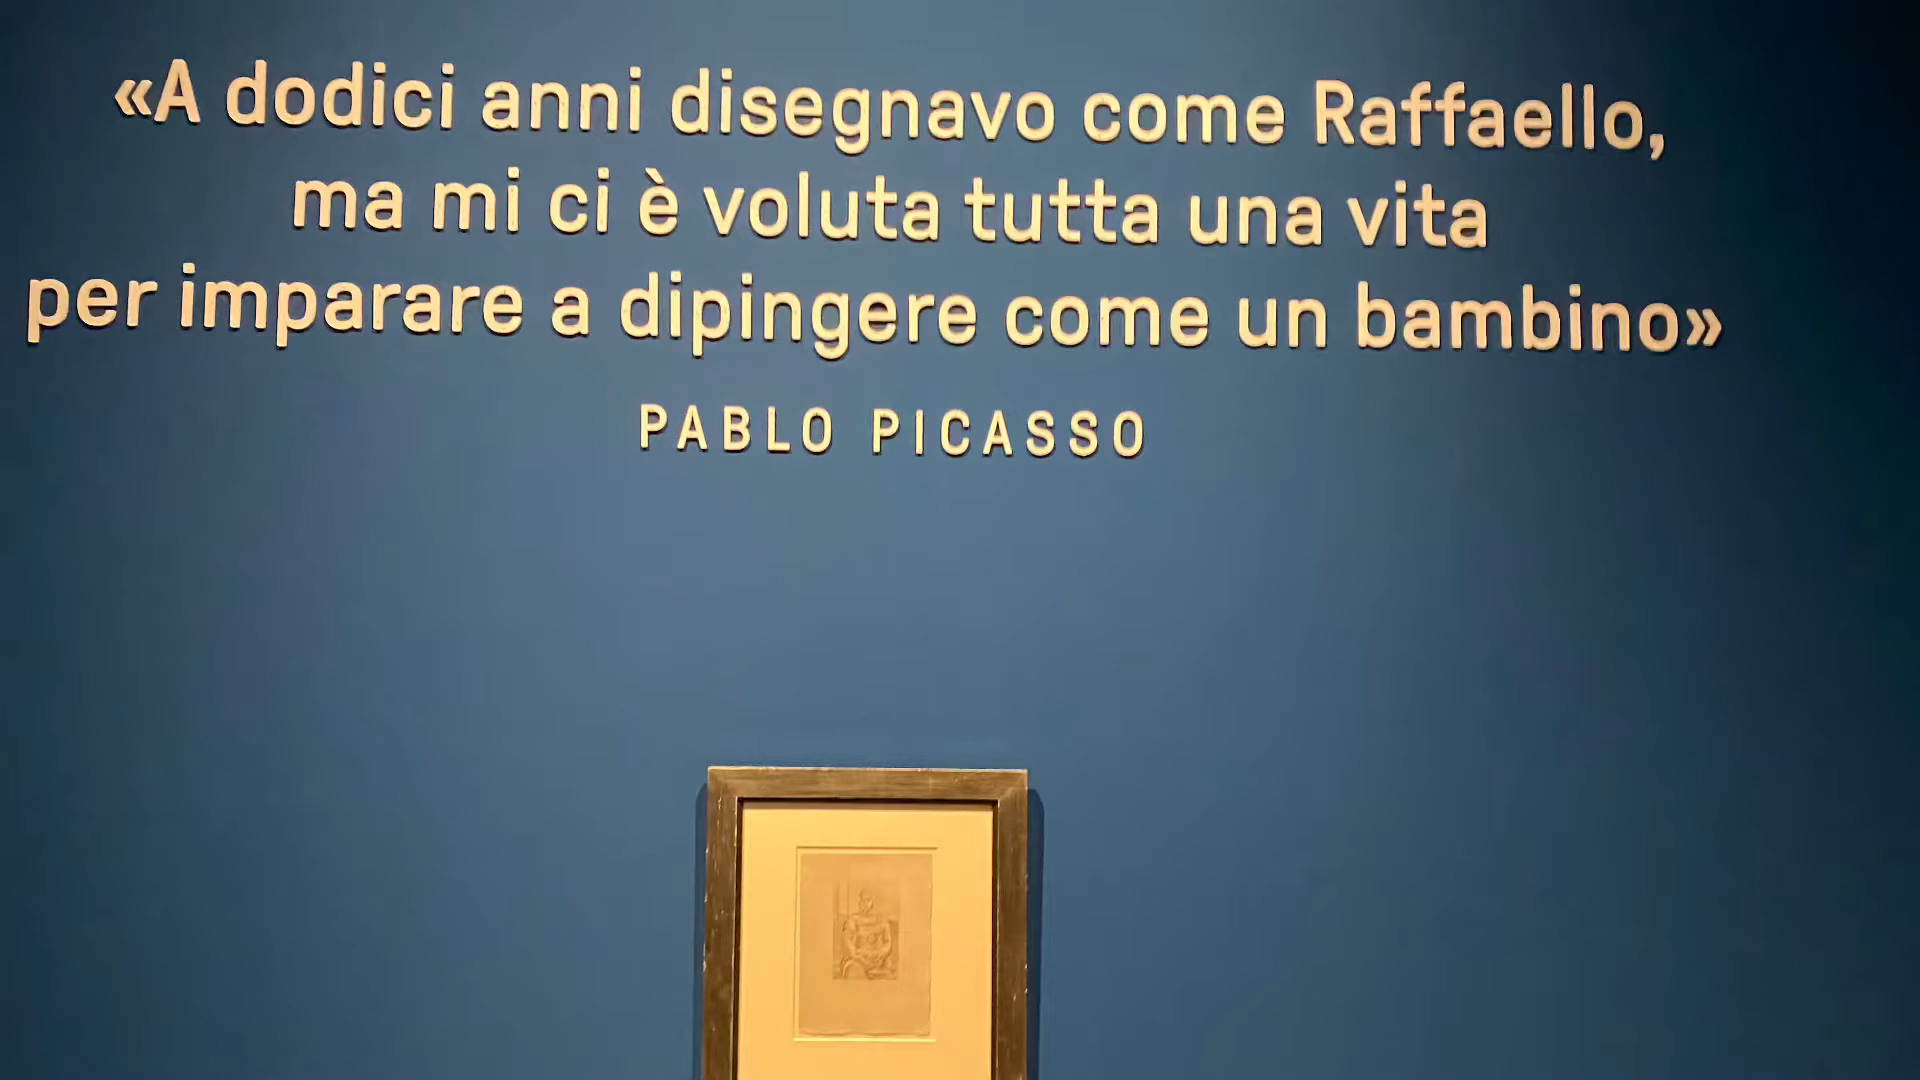 «A dodici anni disegnavo come Raffaello,
ma mi ci è voluta tutta una vita
per imparare a dipingere come un bambino»
PABLO PICASSO